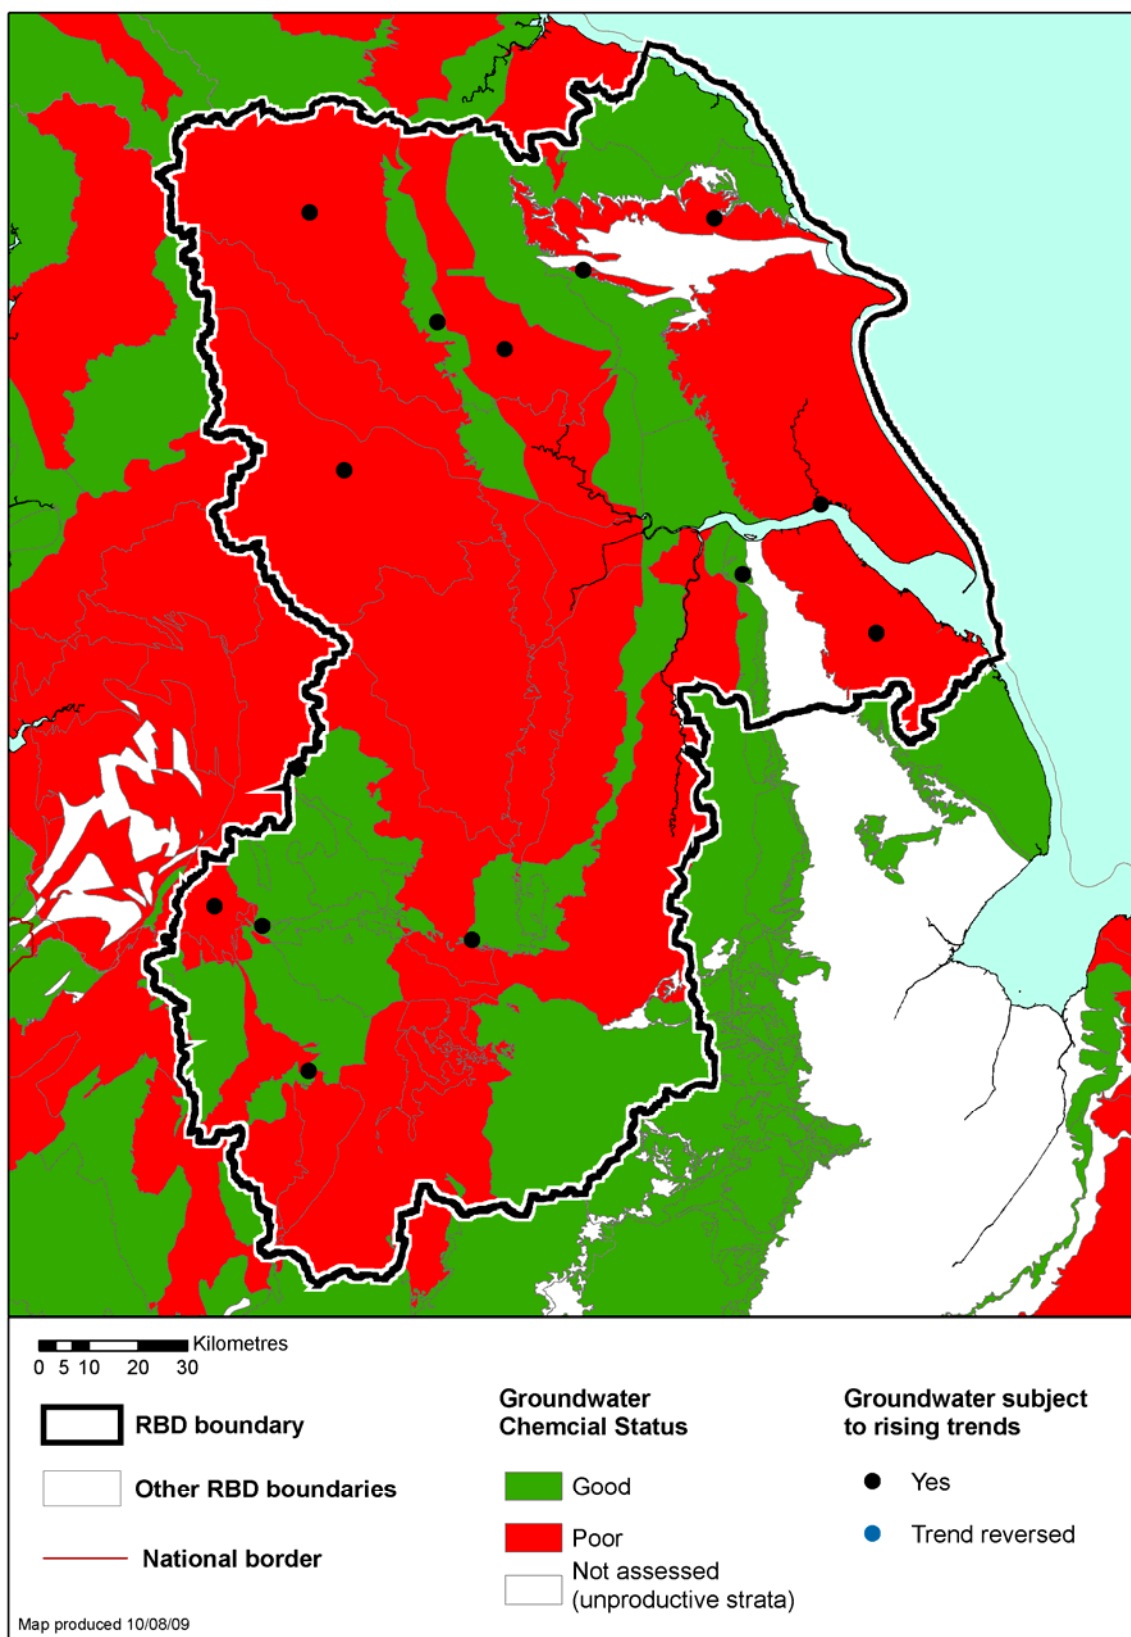 Kilometres
0 5 10 20 30
RBD boundary
Other RBD boundaries
National border
Map produced 10/08/09
Groundwater
Chemcial Status
Good
Poor
Not assessed
(unproductive strata)
Groundwater subject
to rising trends
Yes
Trend reversed